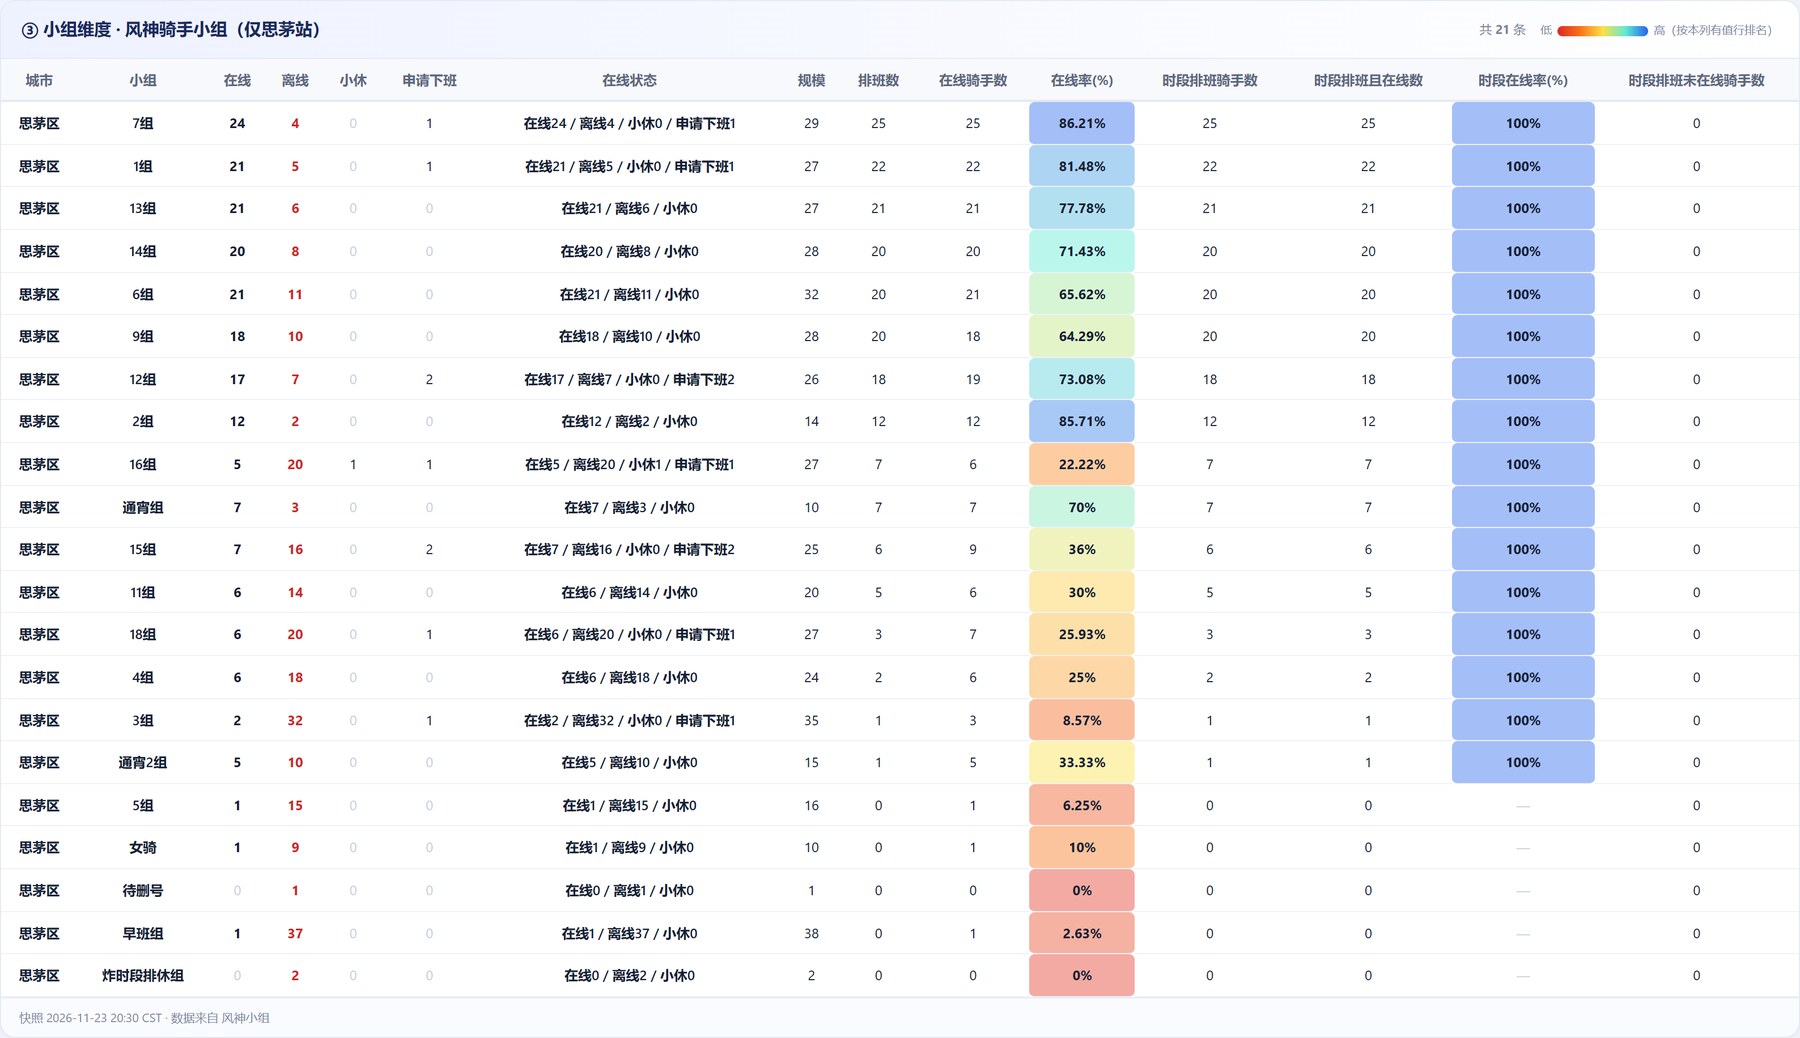 ③ 小组维度 · 风神骑手小组（仅思茅站）
共 21 条 低 高 (按本列有值行排名)
城市 小组 在线 离线 小休 申请下班 在线状态 规模 排班数 在线骑手数 在线率(%) 时段排班骑手数 时段排班且在线数 时段在线率(%) 时段排班未在线骑手数
思茅区 7组 24 4 0 1 在线24 / 离线4 / 小休0 / 申请下班1 29 25 25 86.21% 25 25 100% 0
思茅区 1组 21 5 0 1 在线21 / 离线5 / 小休0 / 申请下班1 27 22 22 81.48% 22 22 100% 0
思茅区 13组 21 6 0 0 在线21 / 离线6 / 小休0 27 21 21 77.78% 21 21 100% 0
思茅区 14组 20 8 0 0 在线20 / 离线8 / 小休0 28 20 20 71.43% 20 20 100% 0
思茅区 6组 21 11 0 0 在线21 / 离线11 / 小休0 32 20 21 65.62% 20 20 100% 0
思茅区 9组 18 10 0 0 在线18 / 离线10 / 小休0 28 20 18 64.29% 20 20 100% 0
思茅区 12组 17 7 0 2 在线17 / 离线7 / 小休0 / 申请下班2 26 18 19 73.08% 18 18 100% 0
思茅区 2组 12 2 0 0 在线12 / 离线2 / 小休0 14 12 12 85.71% 12 12 100% 0
思茅区 16组 5 20 1 1 在线5 / 离线20 / 小休1 / 申请下班1 27 7 6 22.22% 7 7 100% 0
思茅区 通宵组 7 3 0 0 在线7 / 离线3 / 小休0 10 7 7 70% 7 7 100% 0
思茅区 15组 7 16 0 2 在线7 / 离线16 / 小休0 / 申请下班2 25 6 9 36% 6 6 100% 0
思茅区 11组 6 14 0 0 在线6 / 离线14 / 小休0 20 5 6 30% 5 5 100% 0
思茅区 18组 6 20 0 1 在线6 / 离线20 / 小休0 / 申请下班1 27 3 7 25.93% 3 3 100% 0
思茅区 4组 6 18 0 0 在线6 / 离线18 / 小休0 24 2 6 25% 2 2 100% 0
思茅区 3组 2 32 0 1 在线2 / 离线32 / 小休0 / 申请下班1 35 1 3 8.57% 1 1 100% 0
思茅区 通宵2组 5 10 0 0 在线5 / 离线10 / 小休0 15 1 5 33.33% 1 1 100% 0
思茅区 5组 1 15 0 0 在线1 / 离线15 / 小休0 16 0 1 6.25% 0 0 — 0
思茅区 女骑 1 9 0 0 在线1 / 离线9 / 小休0 10 0 1 10% 0 0 — 0
思茅区 待删号 0 1 0 0 在线0 / 离线1 / 小休0 1 0 0 0% 0 0 — 0
思茅区 早班组 1 37 0 0 在线1 / 离线37 / 小休0 38 0 1 2.63% 0 0 — 0
思茅区 炸时段排休组 0 2 0 0 在线0 / 离线2 / 小休0 2 0 0 0% 0 0 — 0
快照 2026-11-23 20:30 CST · 数据来自 风神小组